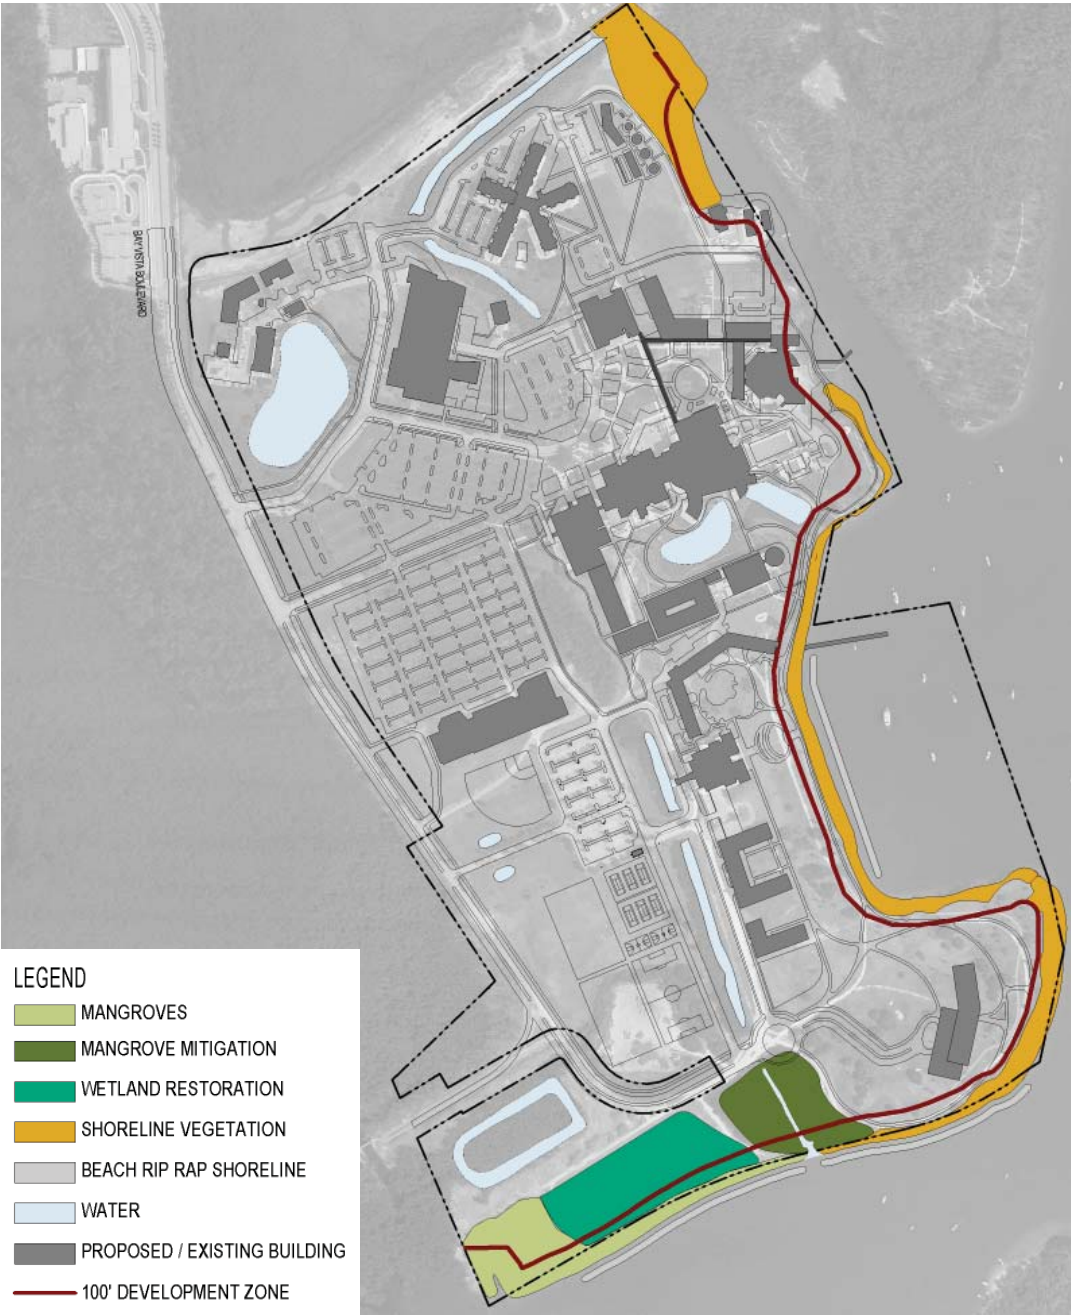 BAY VISTA BOULEVARD
LEGEND
MANGROVES
MANGROVE MITIGATION
WETLAND RESTORATION
SHORELINE VEGETATION
BEACH RIP RAP SHORELINE
WATER
PROPOSED / EXISTING BUILDING
100' DEVELOPMENT ZONE